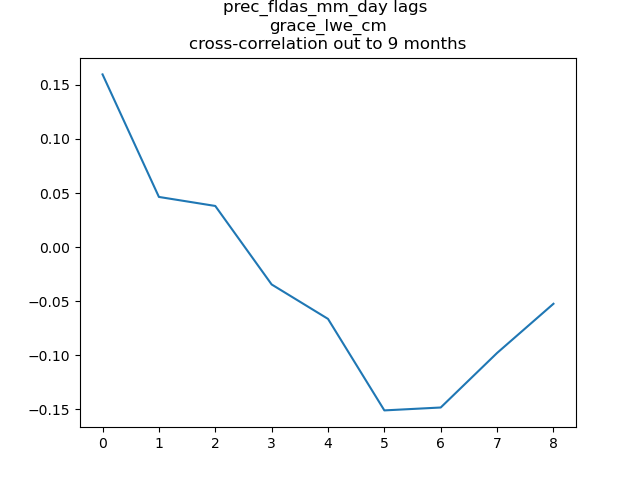 prec_fldas_mm_day lags
grace_lwe_cm
cross-correlation out to 9 months
0.15
0.10
0.05
0.00
−0.05
−0.10
−0.15
0 1 2 3 4 5 6 7 8